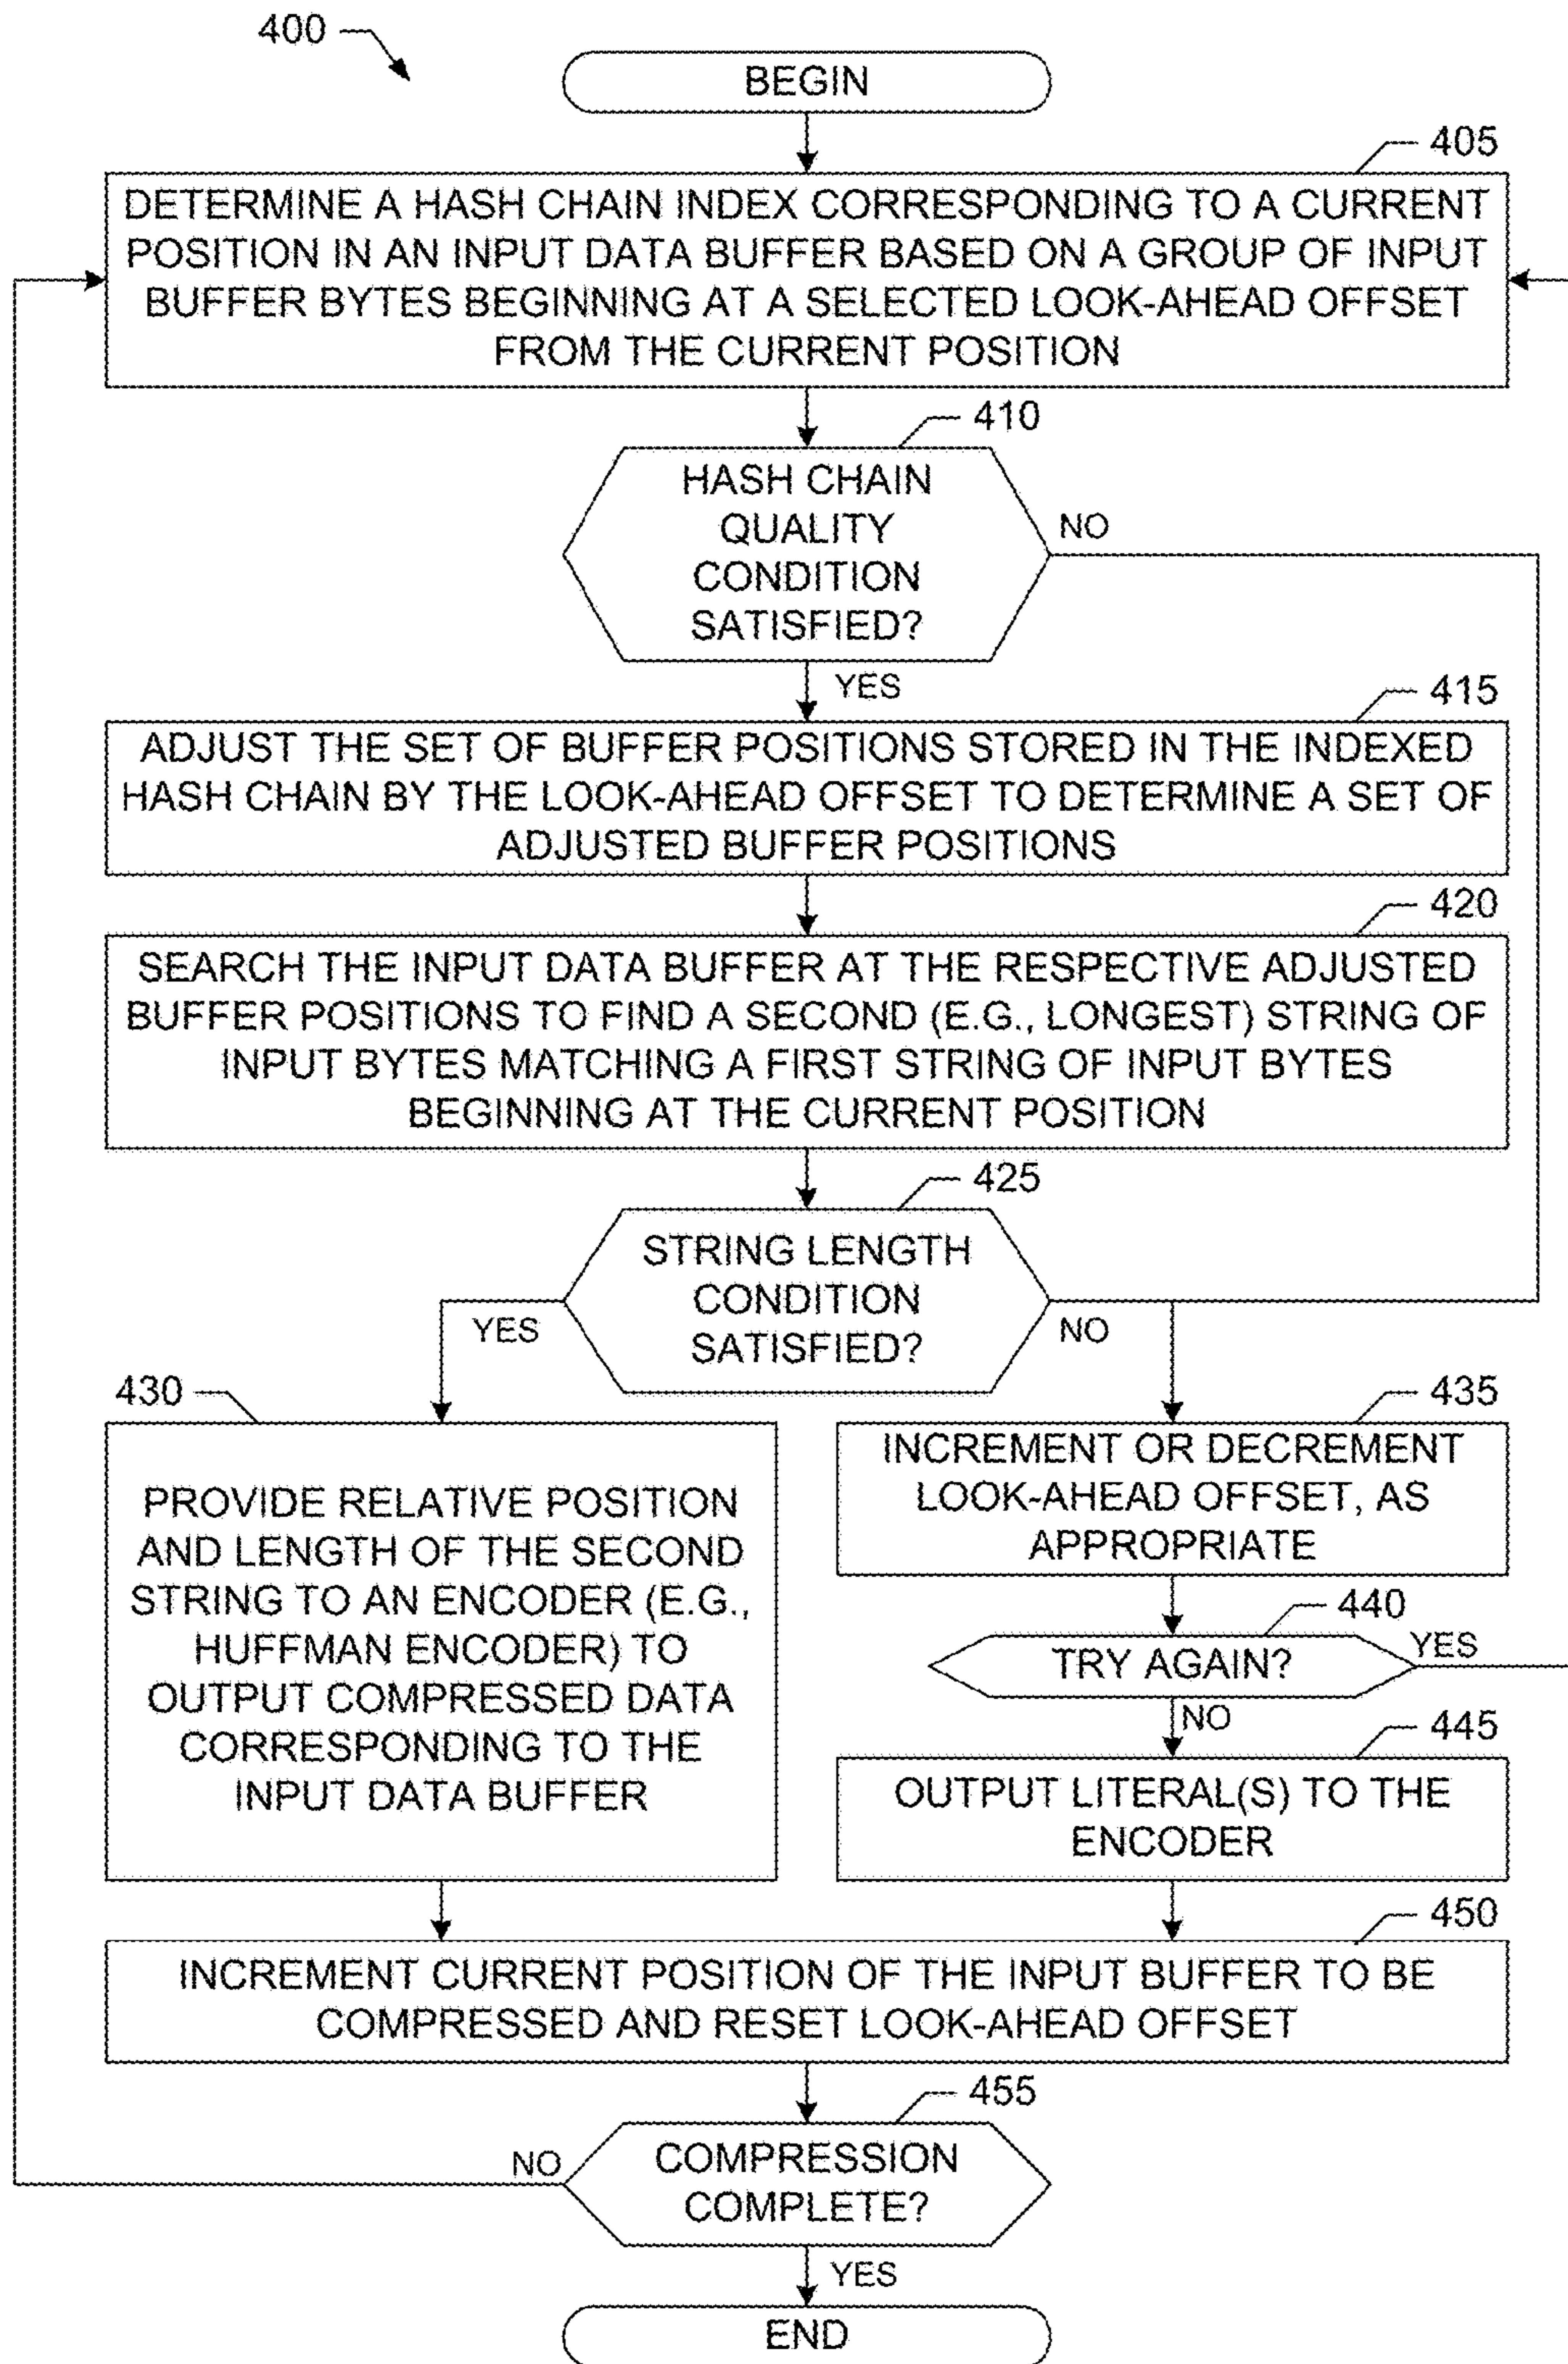 400
BEGIN
405
DETERMINE A HASH CHAIN INDEX CORRESPONDING TO A CURRENT
POSITION IN AN INPUT DATA BUFFER BASED ON A GROUP OF INPUT
BUFFER BYTES BEGINNING AT A SELECTED LOOK-AHEAD OFFSET
FROM THE CURRENT POSITION
410
HASH CHAIN
QUALITY
CONDITION
SATISFIED?
NO
YES
415
ADJUST THE SET OF BUFFER POSITIONS STORED IN THE INDEXED
HASH CHAIN BY THE LOOK-AHEAD OFFSET TO DETERMINE A SET OF
ADJUSTED BUFFER POSITIONS
420
SEARCH THE INPUT DATA BUFFER AT THE RESPECTIVE ADJUSTED
BUFFER POSITIONS TO FIND A SECOND (E.G., LONGEST) STRING OF
INPUT BYTES MATCHING A FIRST STRING OF INPUT BYTES
BEGINNING AT THE CURRENT POSITION
425
STRING LENGTH
CONDITION
SATISFIED?
YES
NO
430
PROVIDE RELATIVE POSITION
AND LENGTH OF THE SECOND
STRING TO AN ENCODER (E.G.,
HUFFMAN ENCODER) TO
OUTPUT COMPRESSED DATA
CORRESPONDING TO THE
INPUT DATA BUFFER
435
INCREMENT OR DECREMENT
LOOK-AHEAD OFFSET, AS
APPROPRIATE
440
TRY AGAIN?
YES
NO
445
OUTPUT LITERAL(S) TO THE
ENCODER
450
INCREMENT CURRENT POSITION OF THE INPUT BUFFER TO BE
COMPRESSED AND RESET LOOK-AHEAD OFFSET
455
COMPRESSION
COMPLETE?
NO
YES
END